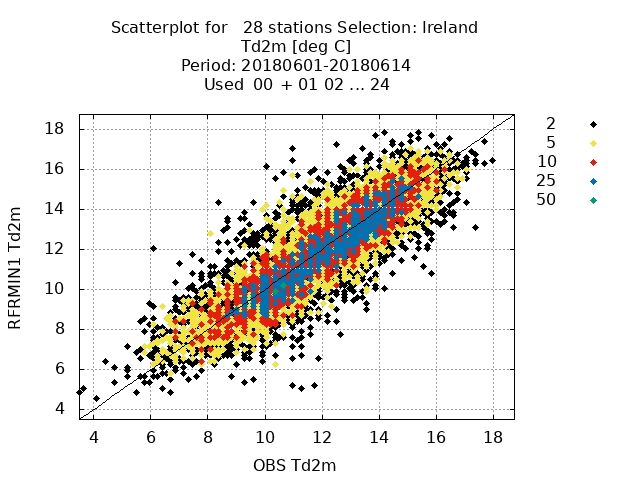 Scatterplot for 28 stations Selection: Ireland
Td2m [deg C]
Period: 20180601-20180614
Used 00 + 01 02 ... 24
2
5
10
25
50
18
16
14
12
10
8
6
4
RFRMIN1 Td2m
4 6 8 10 12 14 16 18
OBS Td2m